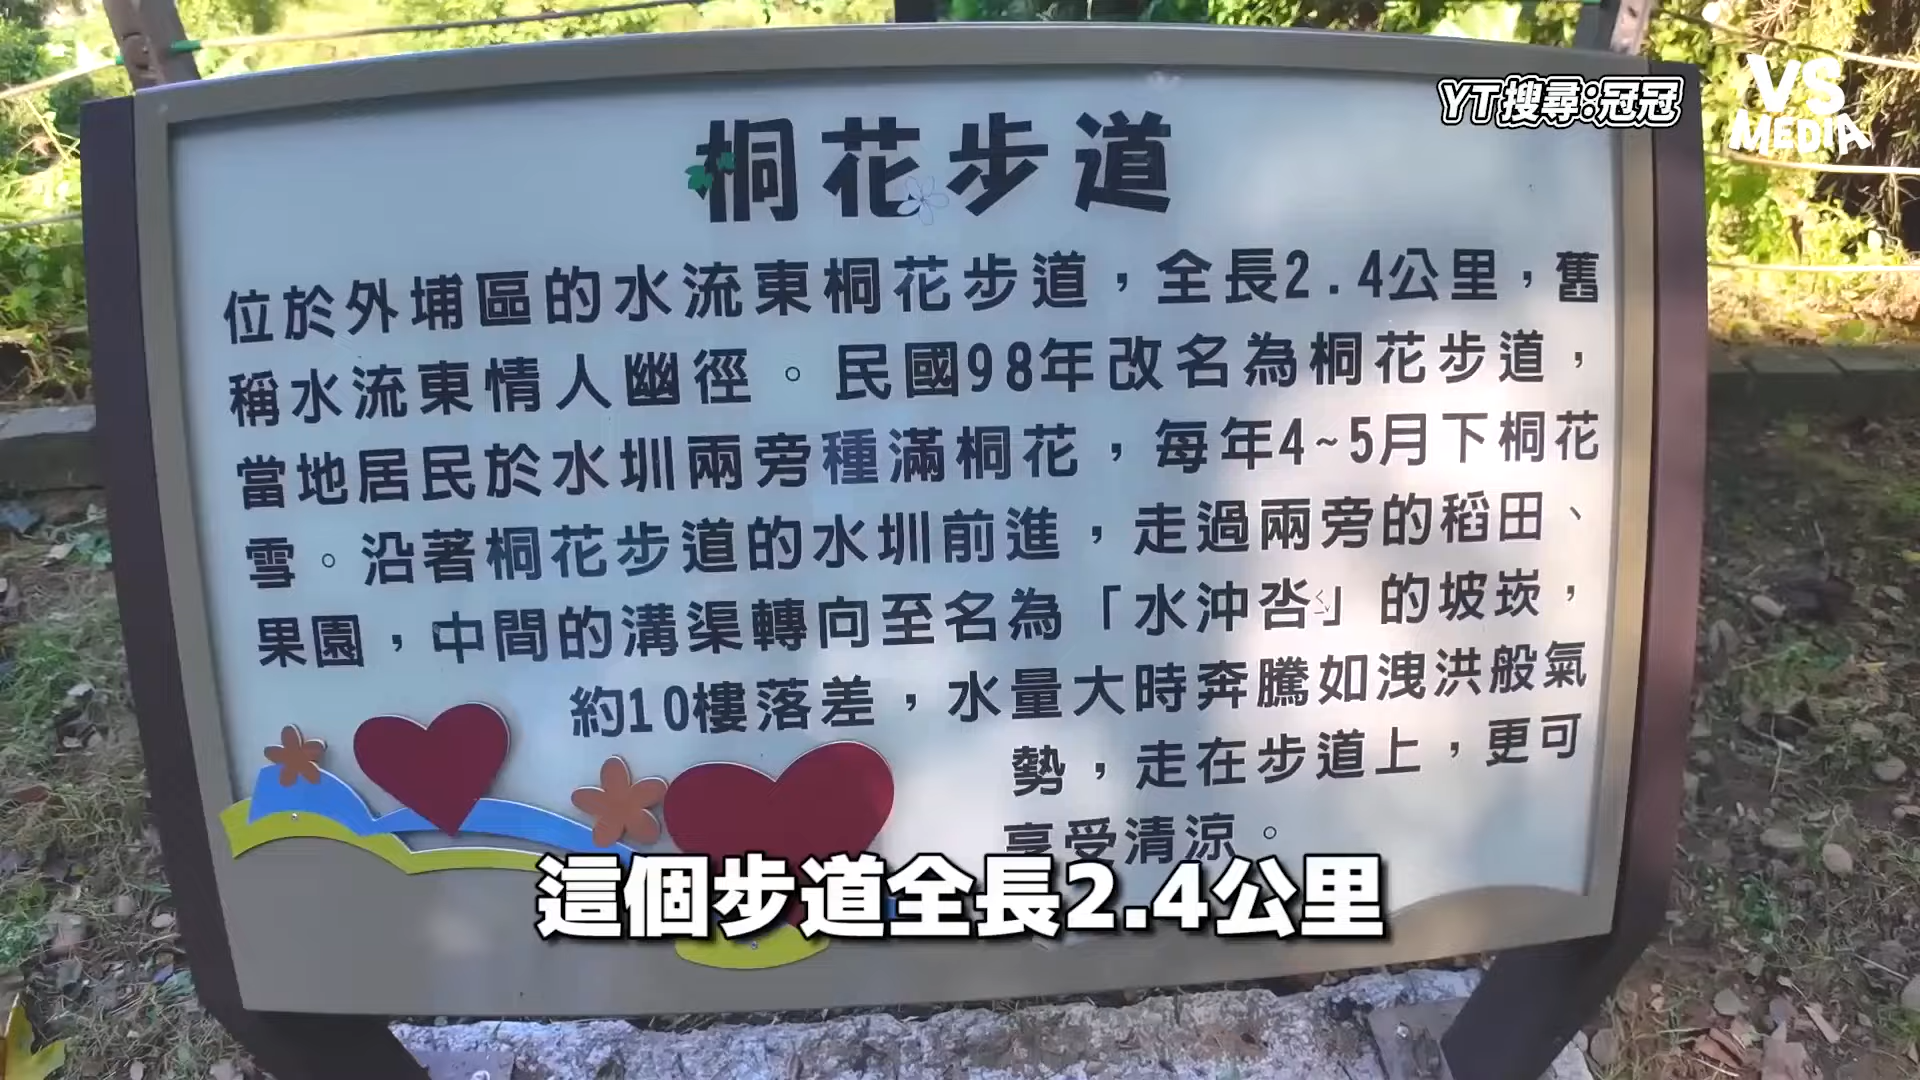 YT搜尋:冠冠
VS
MEDIA
桐花步道
位於外埔區的水流東桐花步道，全長2.4公里，舊
稱水流東情人幽徑。民國98年改名為桐花步道，
當地居民於水圳兩旁種滿桐花，每年4~5月下桐花
雪。沿著桐花步道的水圳前進，走過兩旁的稻田、
果園，中間的溝渠轉向至名為「水沖沓」的坡崁，
約10樓落差，水量大時奔騰如洩洪般氣
勢，走在步道上，更可
享受清涼。
這個步道全長2.4公里